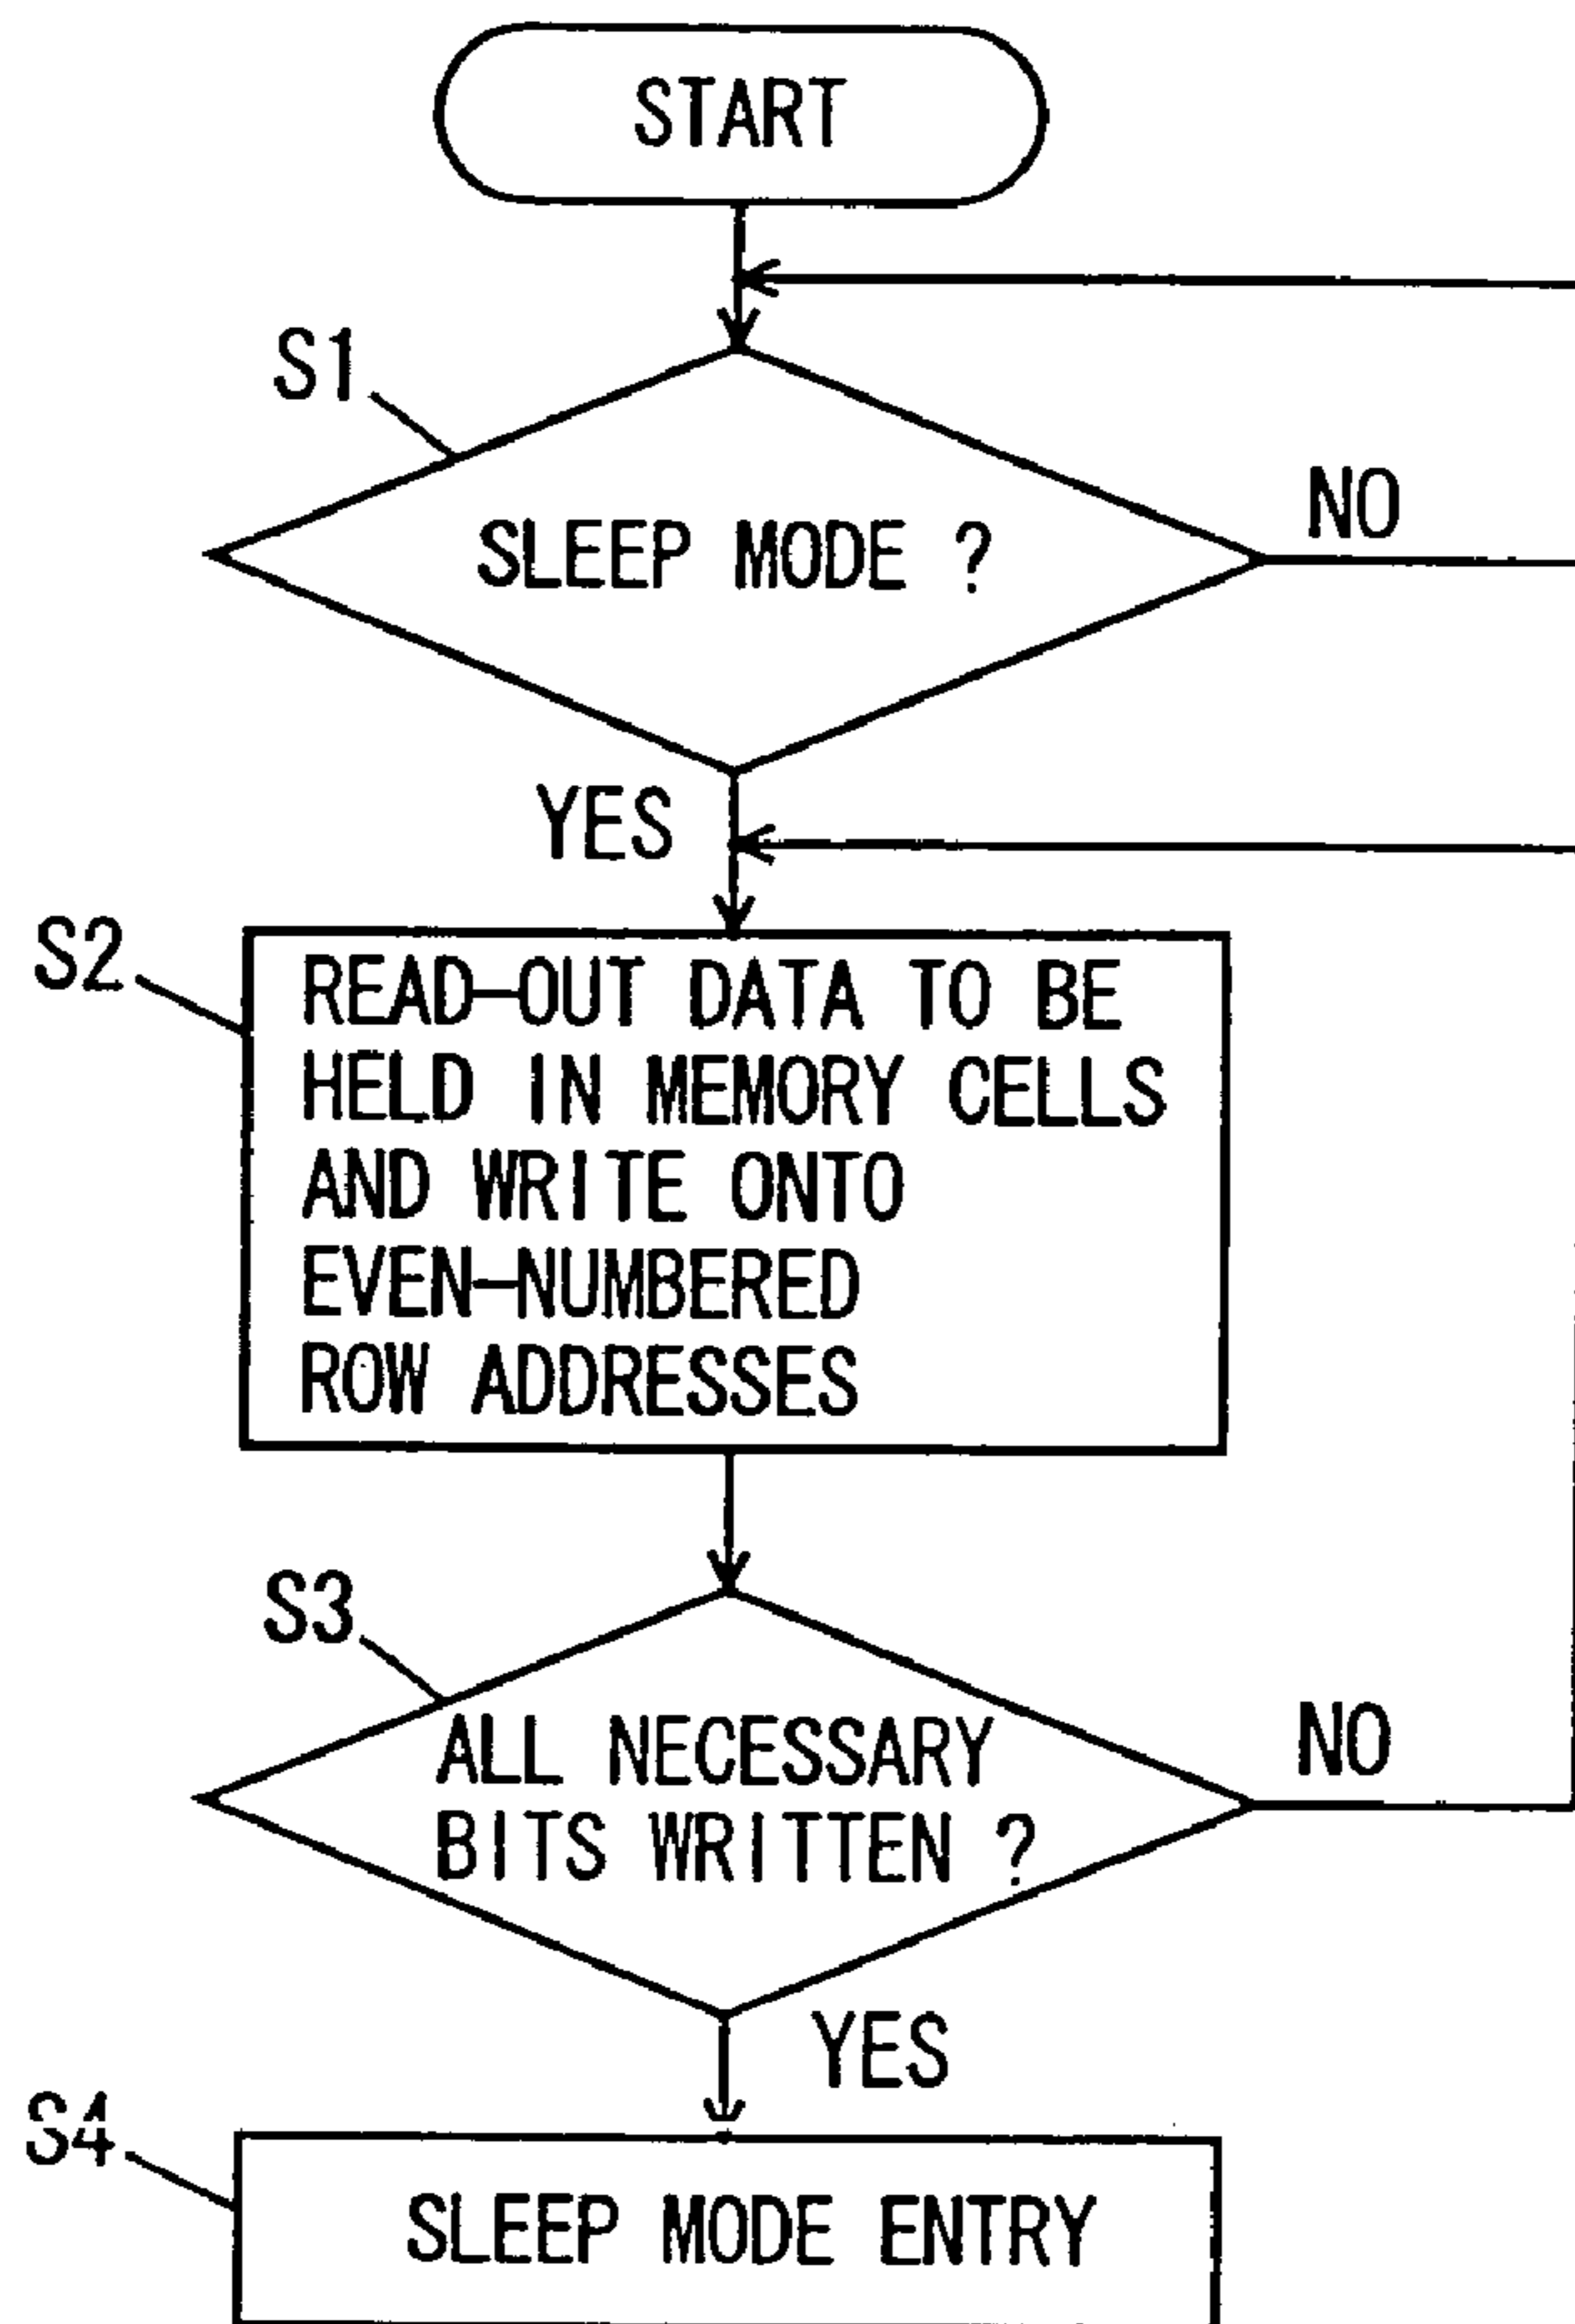 START
S1
SLEEP MODE ?
NO
YES
S2
READ-OUT DATA TO BE
HELD IN MEMORY CELLS
AND WRITE ONTO
EVEN-NUMBERED
ROW ADDRESSES
S3
ALL NECESSARY
BITS WRITTEN ?
NO
YES
S4
SLEEP MODE ENTRY